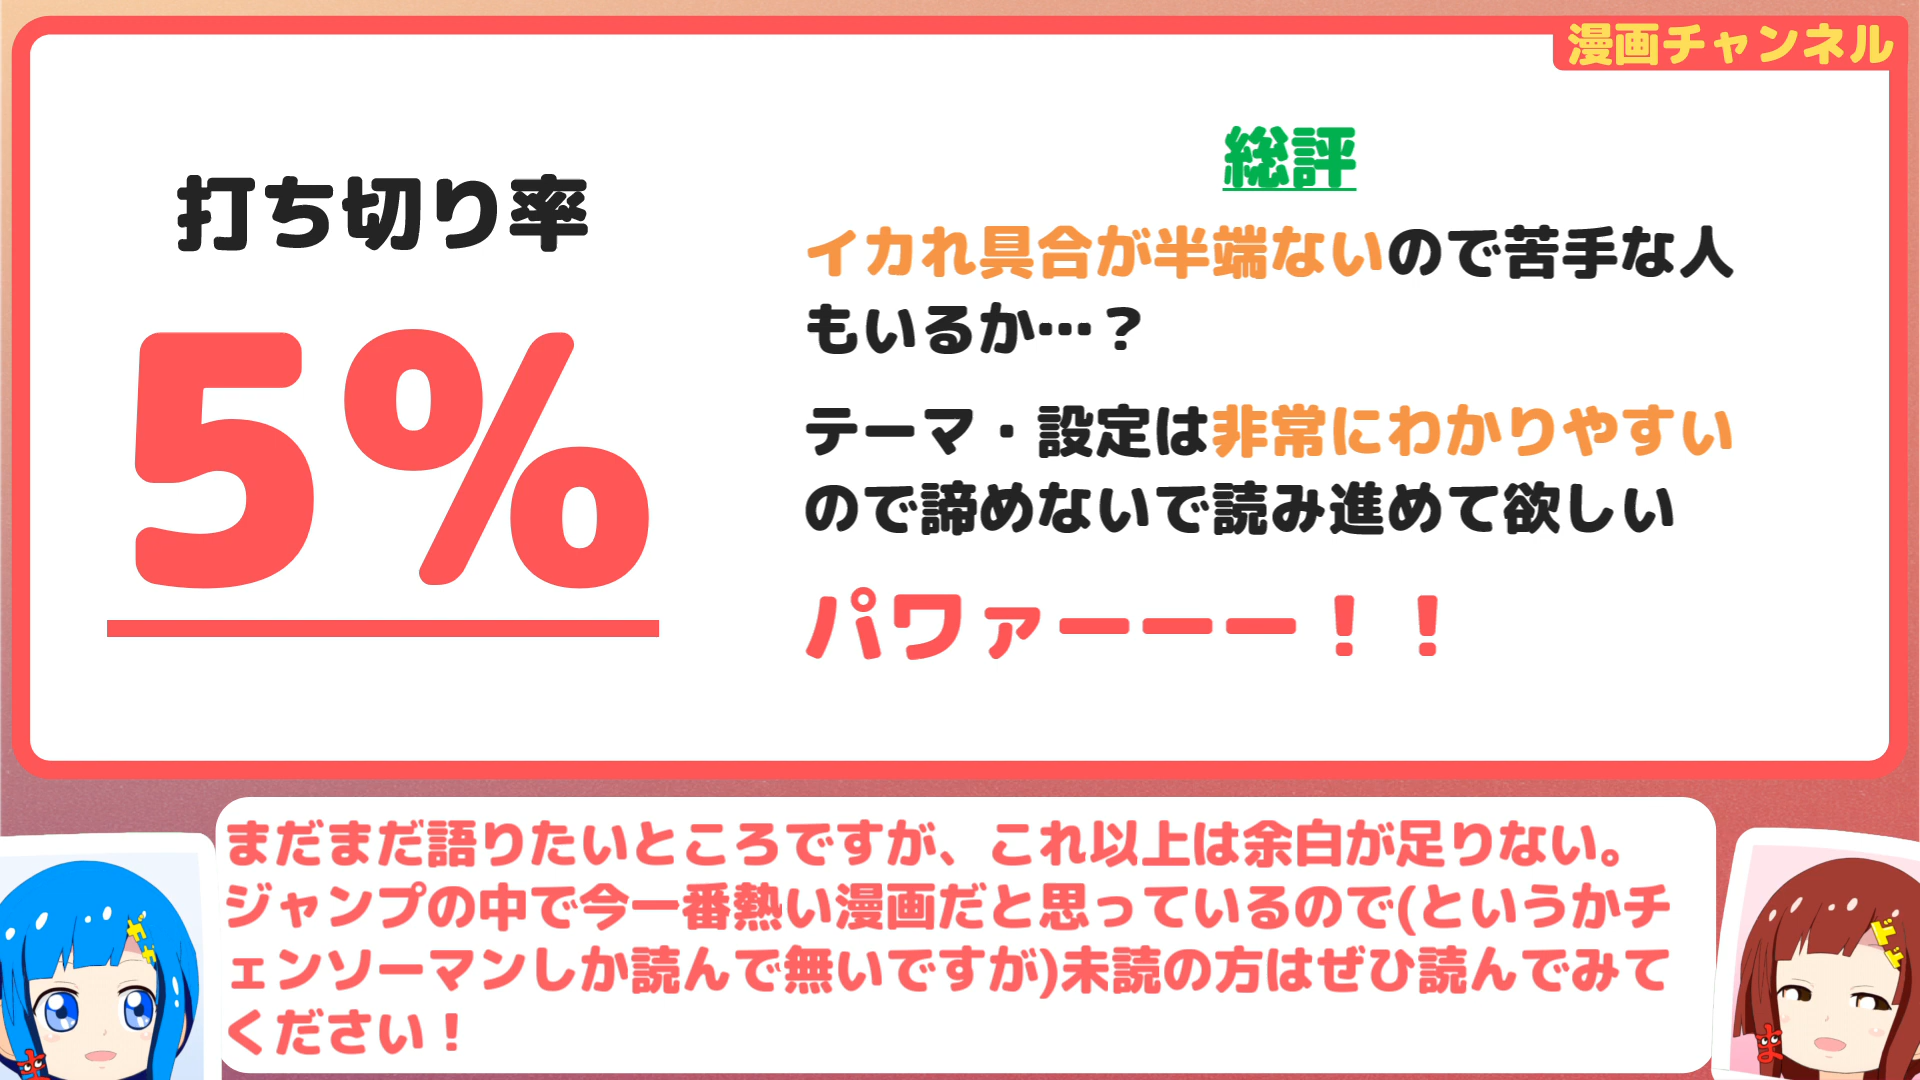 漫画チャンネル
打ち切り率
5%
総評
イカれ具合が半端ないので苦手な人
もいるか…？
テーマ・設定は非常にわかりやすい
ので諦めないで読み進めて欲しい
パワァーーー！！
まだまだ語りたいところですが、これ以上は余白が足りない。
ジャンプの中で今一番熱い漫画だと思っているので(というかチ
ェンソーマンしか読んで無いですが)未読の方はぜひ読んでみて
ください！